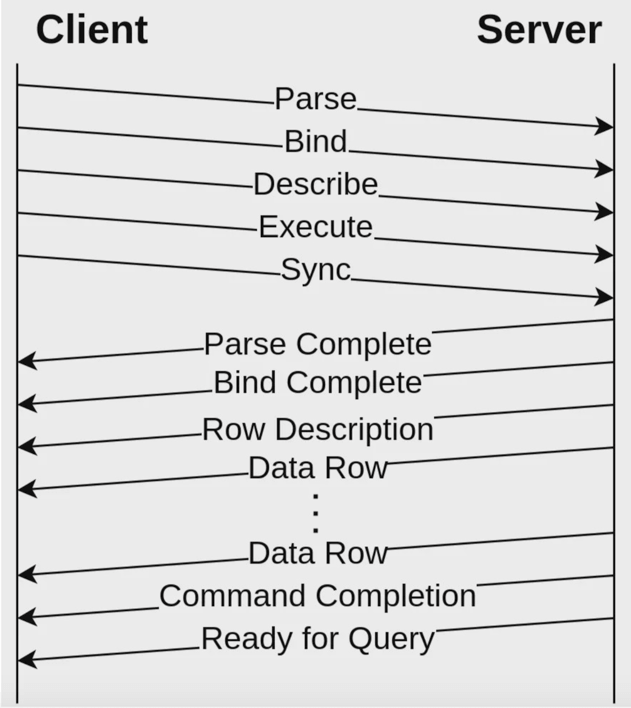 Client Server
Parse
Bind
Describe
Execute
Sync
Parse Complete
Bind Complete
Row Description
Data Row
Data Row
Command Completion
Ready for Query